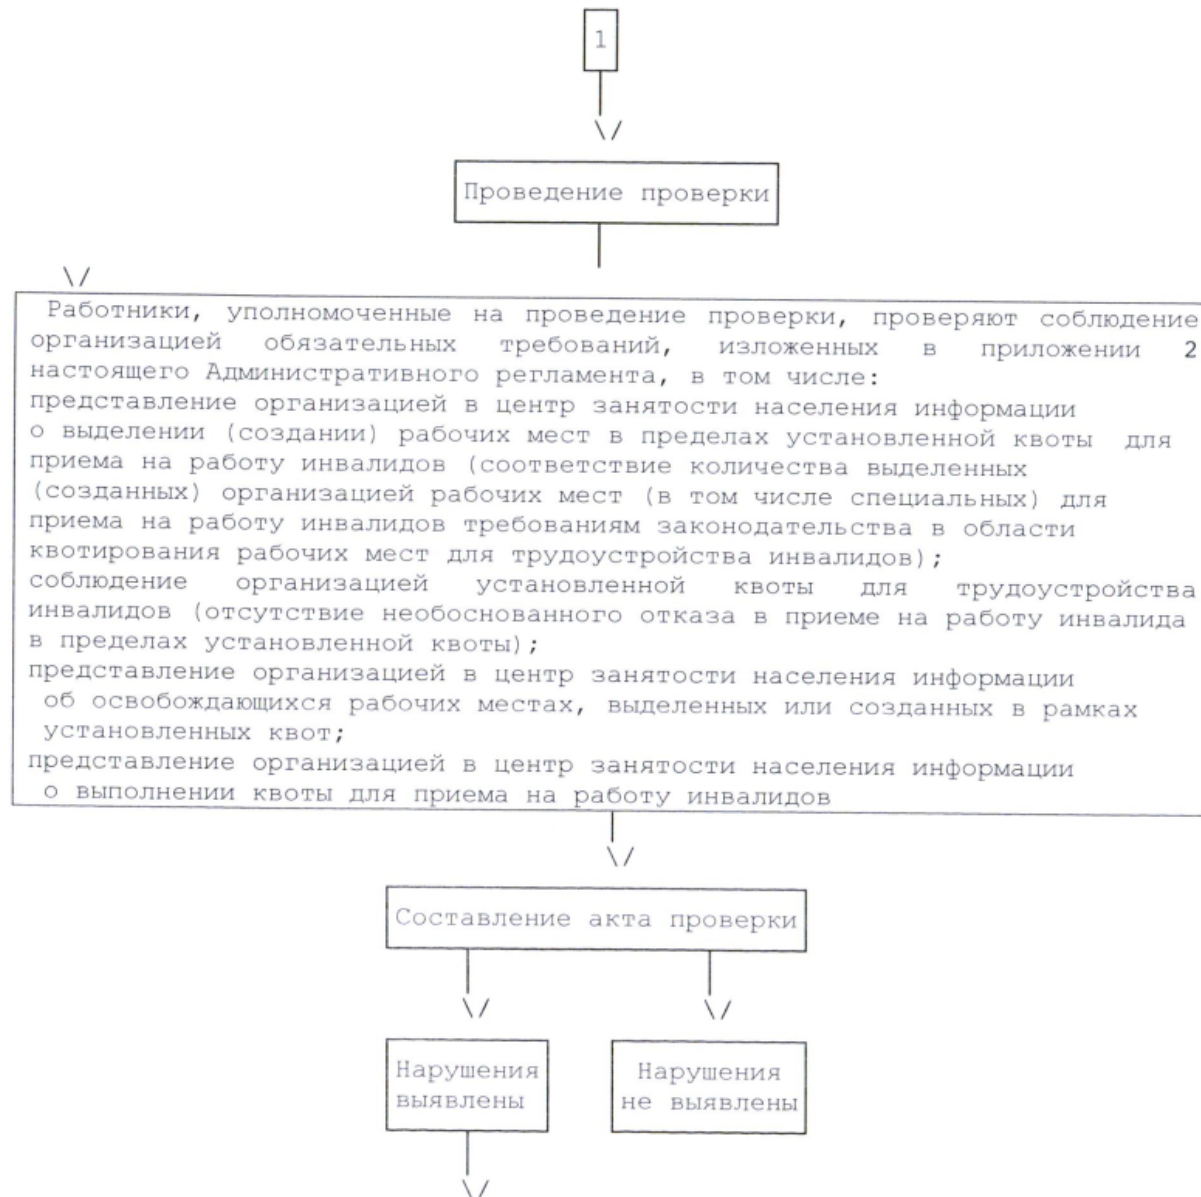 1
\/
Проведение проверки
\/
Работники, уполномоченные на проведение проверки, проверяют соблюдение
организацией обязательных требований, изложенных в приложении 2
настоящего Административного регламента, в том числе:
представление организацией в центр занятости населения информации
о выделении (создании) рабочих мест в пределах установленной квоты для
приема на работу инвалидов (соответствие количества выделенных
(созданных) организацией рабочих мест (в том числе специальных) для
приема на работу инвалидов требованиям законодательства в области
квотирования рабочих мест для трудоустройства инвалидов);
соблюдение организацией установленной квоты для трудоустройства
инвалидов (отсутствие необоснованного отказа в приеме на работу инвалида
в пределах установленной квоты);
представление организацией в центр занятости населения информации
об освобождающихся рабочих местах, выделенных или созданных в рамках
установленных квот;
представление организацией в центр занятости населения информации
о выполнении квоты для приема на работу инвалидов
\/
Составление акта проверки
\/ \/
Нарушения
выявлены
Нарушения
не выявлены
\/